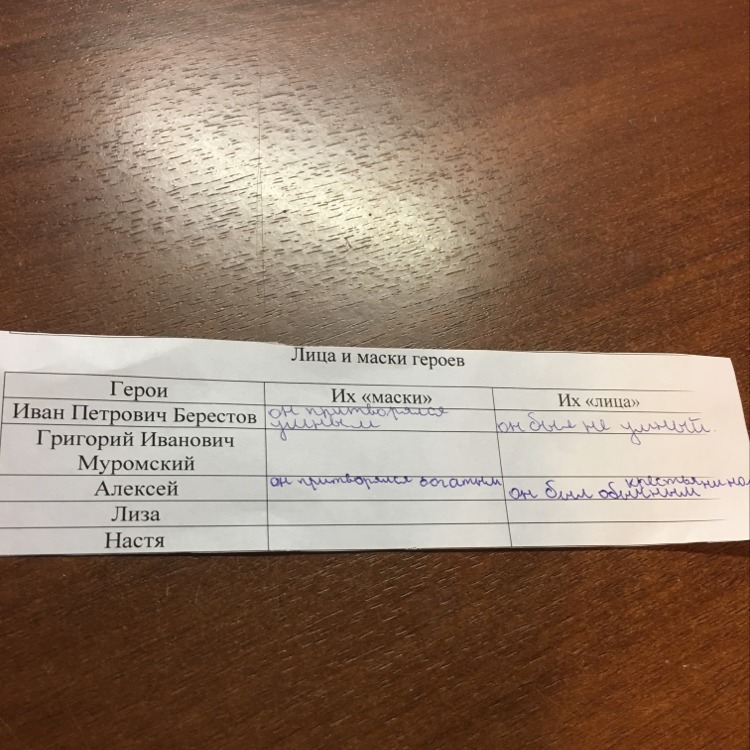 Лица и маски героев
Герои
Их «маски»
Их «лица»
Иван Петрович Берестов
он притворялся
умным
он был не умный.
Григорий Иванович
Муромский
Алексей
он притворялся богатым
он был обычным
крестьянином
Лиза
Настя